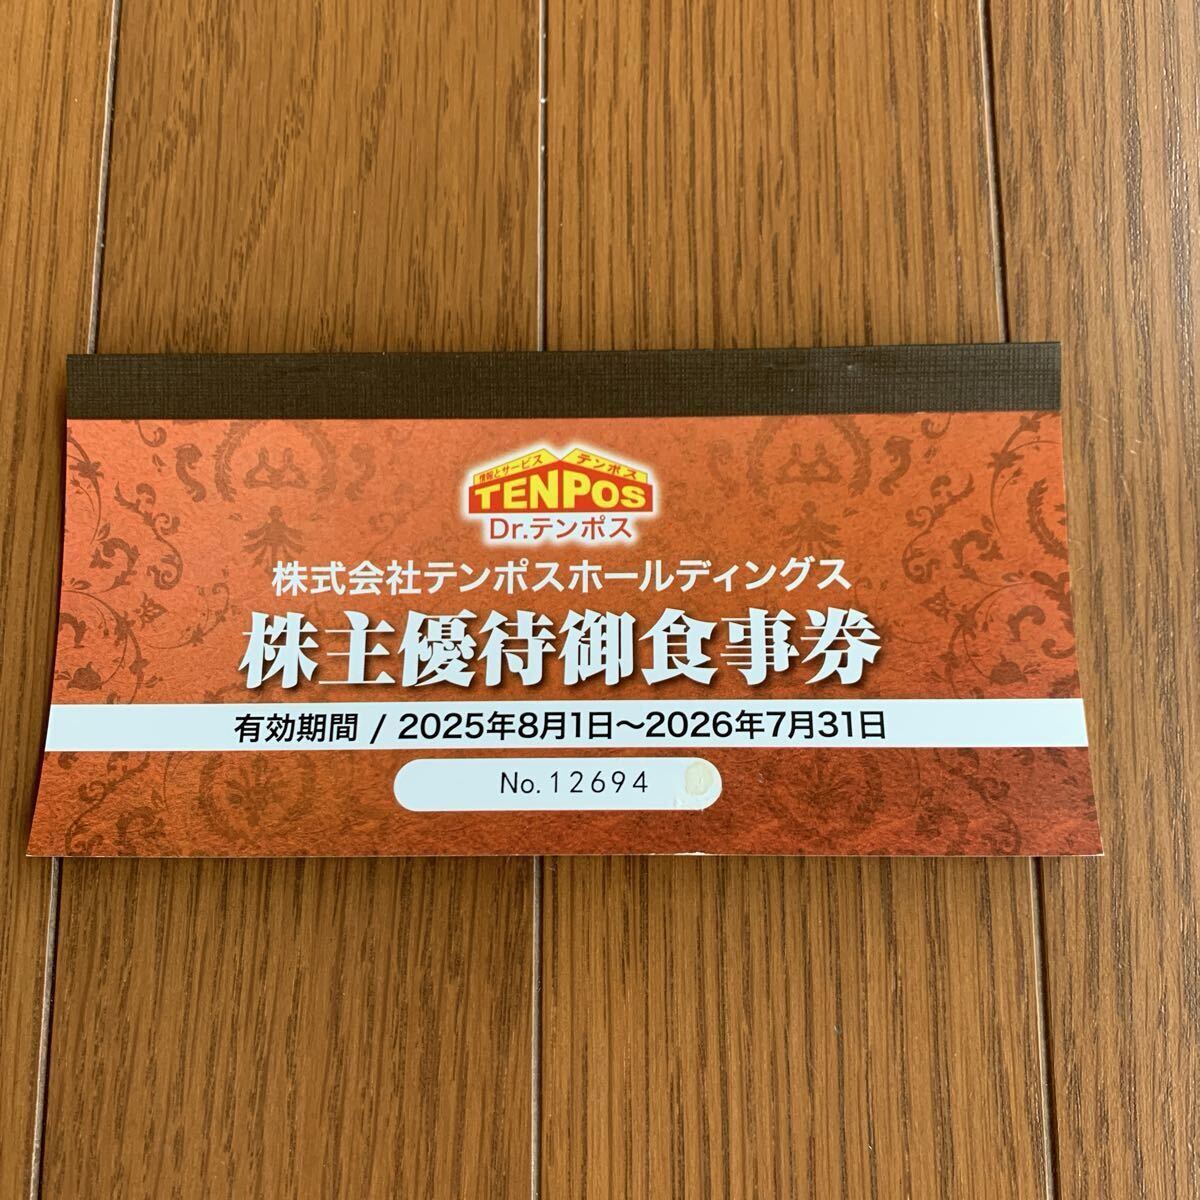 情報とサービス テンポス
TENPOS
Dr.テンポス
株式会社テンポスホールディングス
株主優待御食事券
有効期間 / 2025年8月1日〜2026年7月31日
No.12694